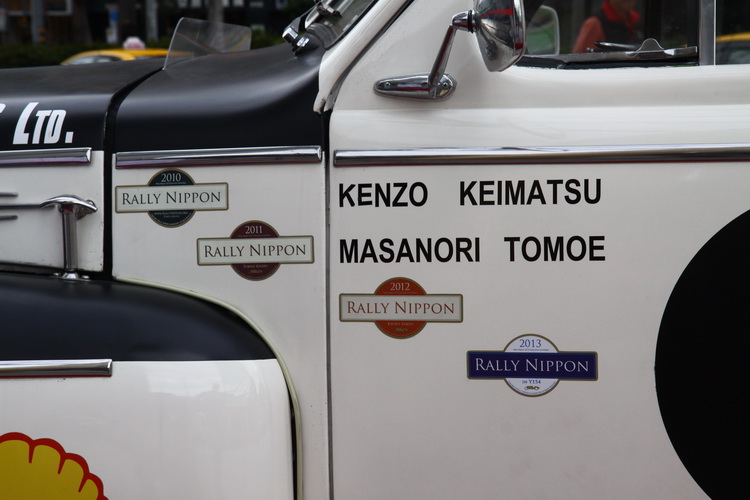 LTD.
2010
RALLY NIPPON
2011
RALLY NIPPON
KENZO KEIMATSU
MASANORI TOMOE
2012
RALLY NIPPON
2013
RALLY NIPPON